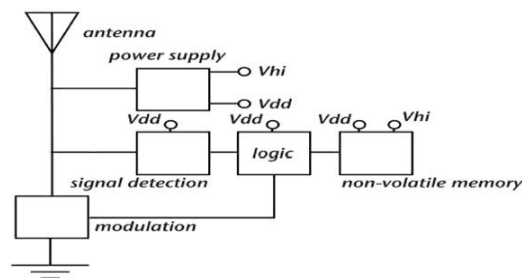 antenna
power supply
Vhi
Vdd
Vdd
Vdd
Vdd
Vhi
logic
signal detection
non-volatile memory
modulation